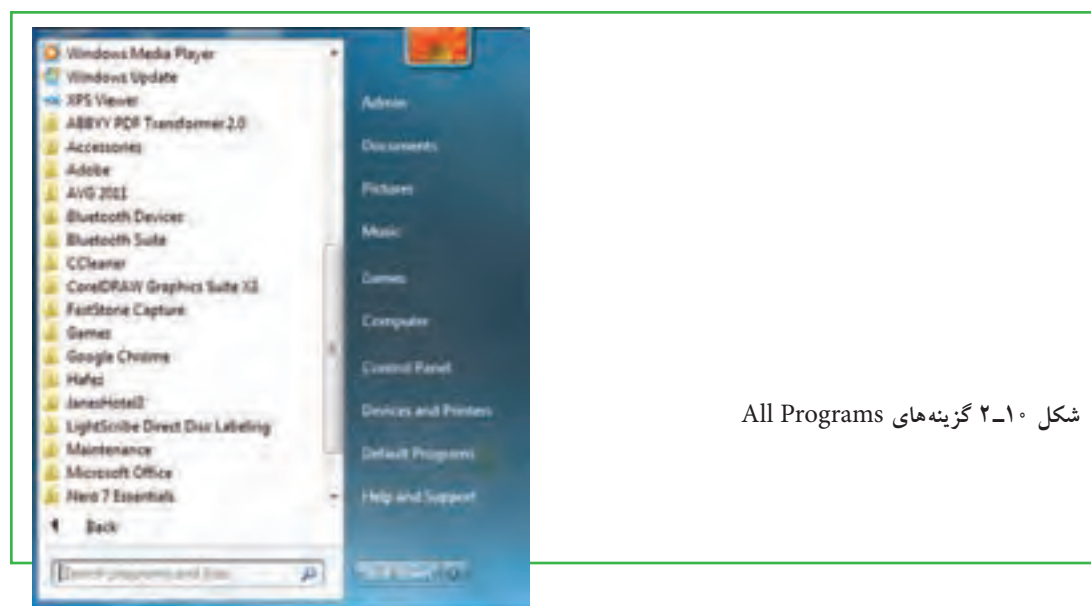 Windows Media Player
Windows Update
XPS Viewer
ABBYY PDF Transformer 2.0
Accessories
Adobe
AVG 2011
Bluetooth Devices
Bluetooth Suite
CCleaner
CorelDRAW Graphics Suite X3
FastStone Capture
Games
Google Chrome
Hafez
JanesHotel2
LightScribe Direct Disc Labeling
Maintenance
Microsoft Office
Nero 7 Essentials
Back
Search programs and files
Admin
Documents
Pictures
Music
Games
Computer
Control Panel
Devices and Printers
Default Programs
Help and Support
شکل ۱۰ــ۲ گزینه‌های All Programs